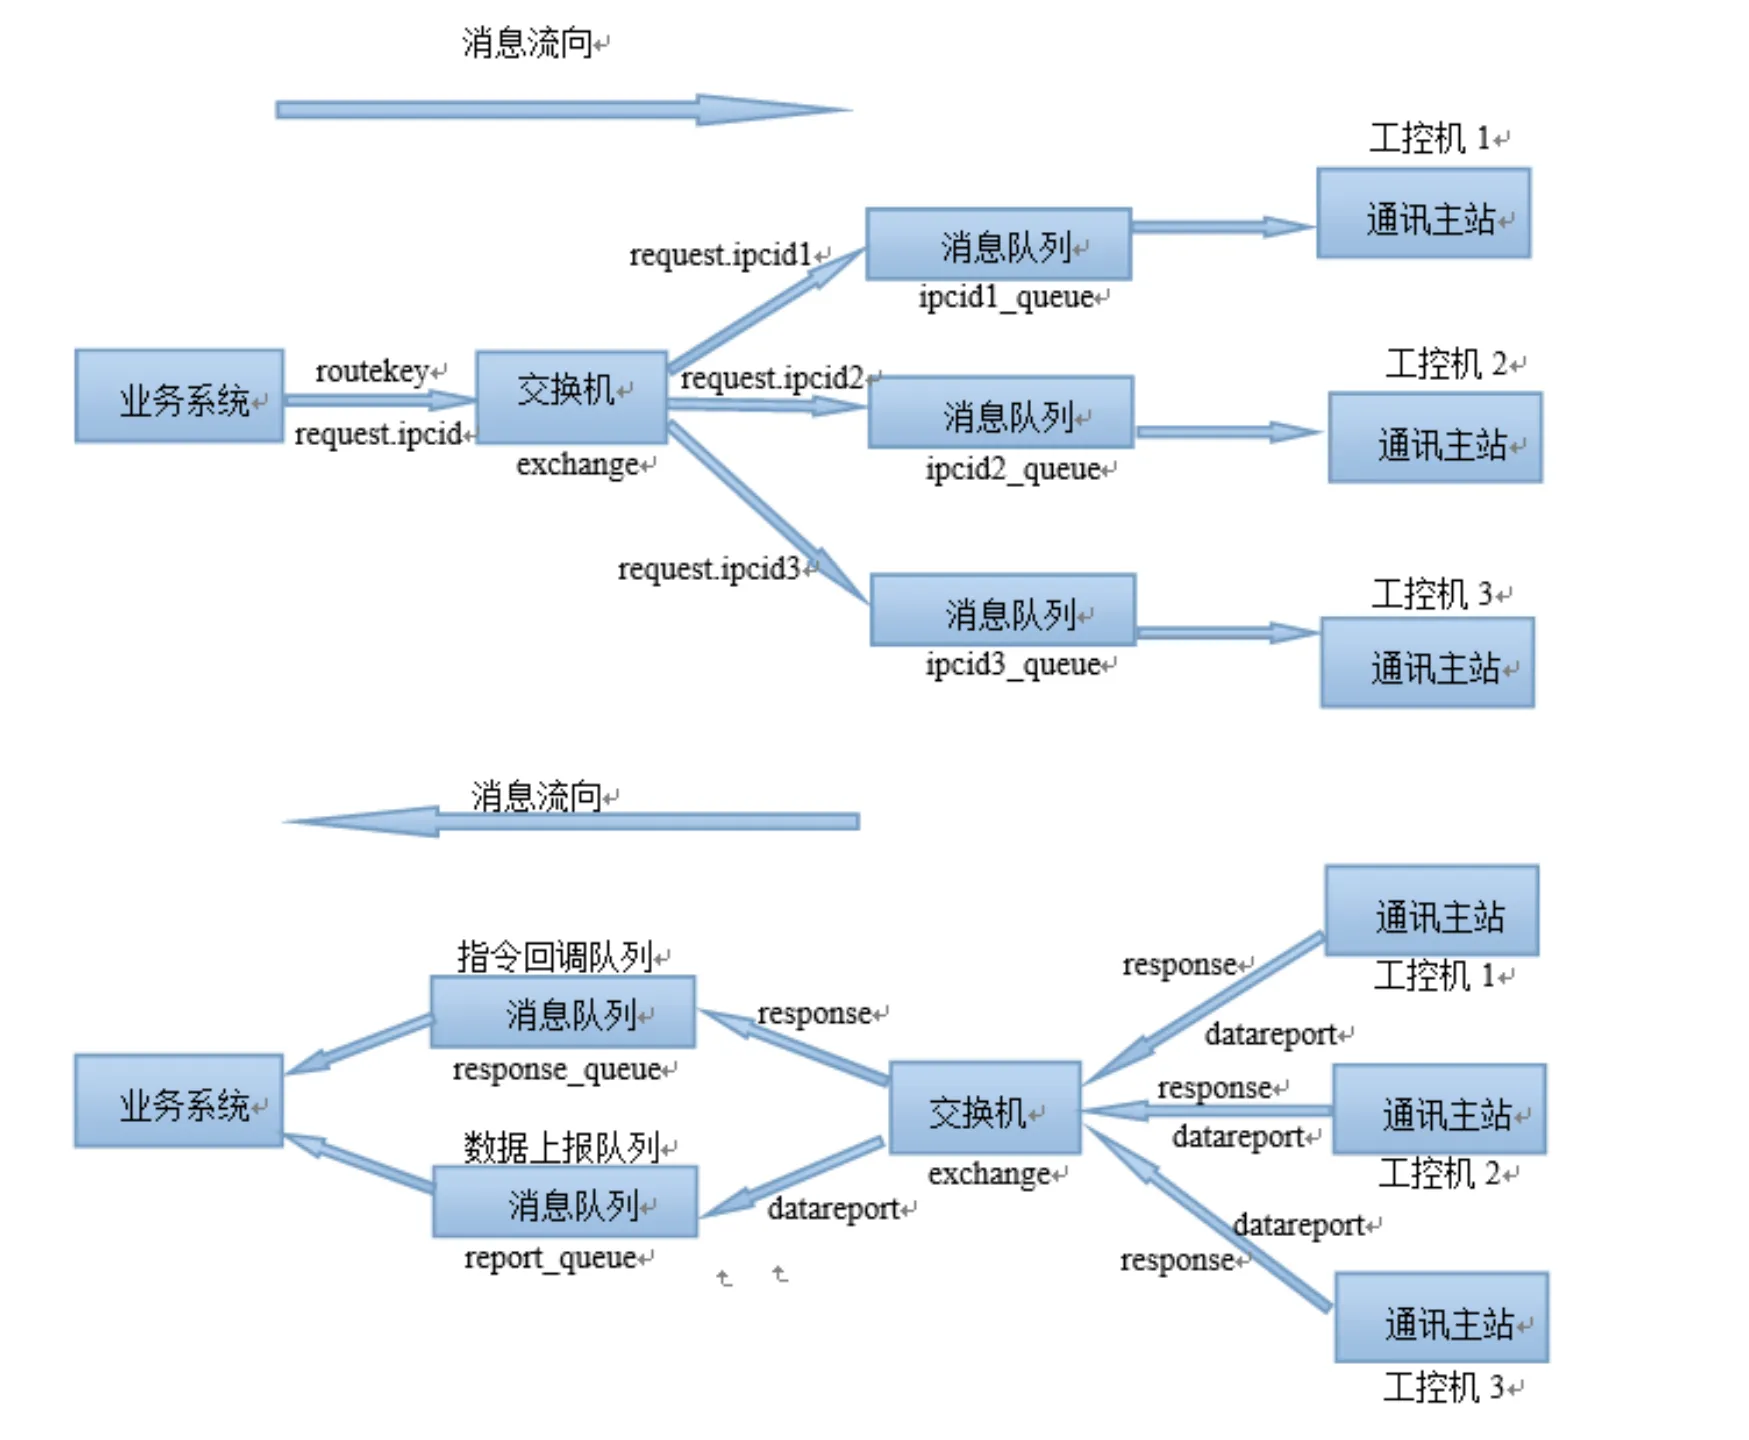 消息流向
工控机 1
通讯主站
request.ipcid1
消息队列
ipcid1_queue
工控机 2
业务系统
routekey
request.ipcid
交换机
exchange
request.ipcid2
消息队列
ipcid2_queue
通讯主站
request.ipcid3
消息队列
ipcid3_queue
工控机 3
通讯主站
消息流向
通讯主站
工控机 1
指令回调队列
消息队列
response_queue
response
response
datareport
业务系统
交换机
exchange
response
datareport
通讯主站
工控机 2
数据上报队列
消息队列
report_queue
datareport
datareport
response
通讯主站
工控机 3